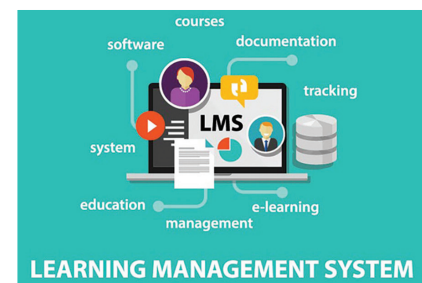 courses
software
documentation
tracking
LMS
system
education
e-learning
management
LEARNING MANAGEMENT SYSTEM